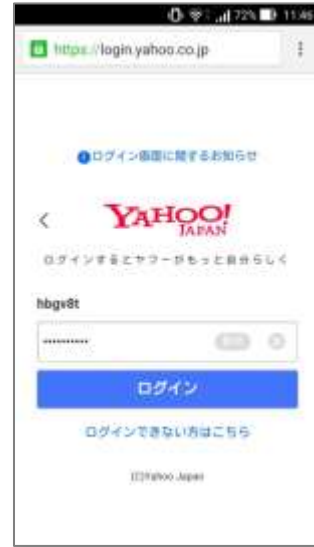 72% 11:46
https://login.yahoo.co.jp
ログイン画面に関するお知らせ
YAHOO!
JAPAN
ログインするとヤフーがもっと自分らしく
hbgv8t
ログイン
ログインできない方はこちら
(C)Yahoo Japan